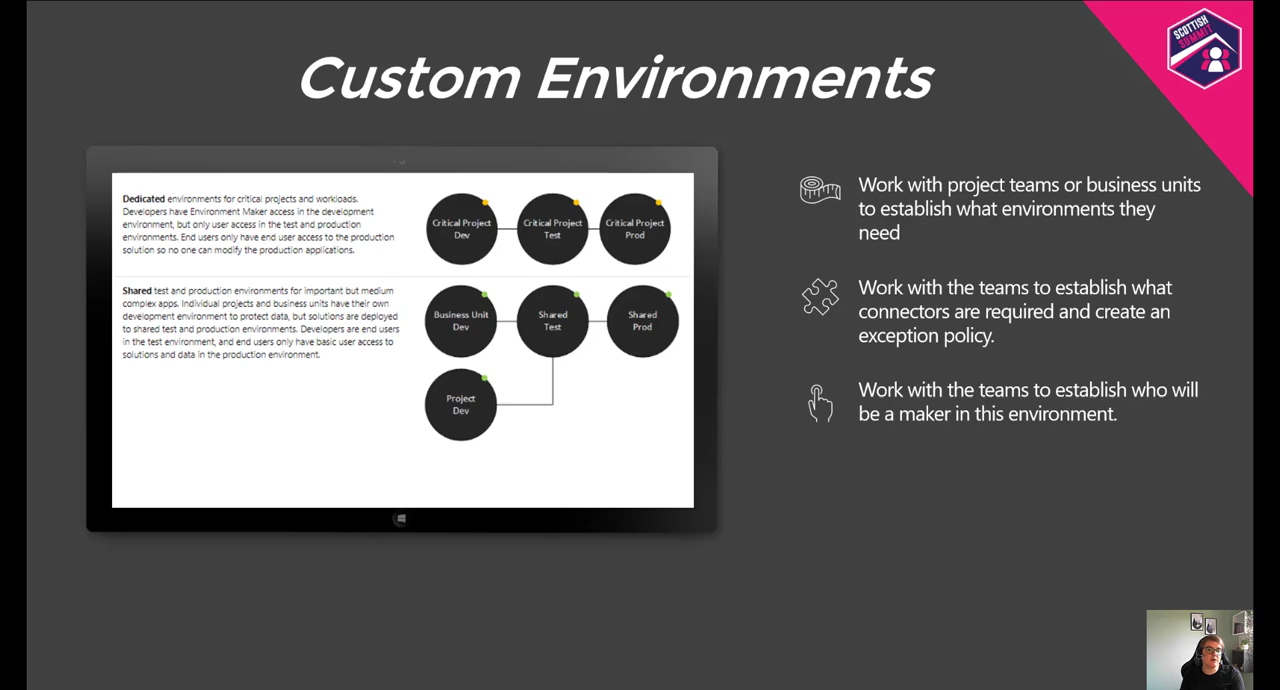 SCOTTISH
SUMMIT
Custom Environments
Dedicated environments for critical projects and workloads.
Developers have Environment Maker access in the development
environment, but only user access in the test and production
environments. End users only have end user access to the production
solution so no one can modify the production applications.
Critical Project
Dev
Critical Project
Test
Critical Project
Prod
Shared test and production environments for important but medium
complex apps. Individual projects and business units have their own
development environment to protect data, but solutions are deployed
to shared test and production environments. Developers are end users
in the test environment, and end users only have basic user access to
solutions and data in the production environment.
Business Unit
Dev
Shared
Test
Shared
Prod
Project
Dev
Work with project teams or business units
to establish what environments they
need
Work with the teams to establish what
connectors are required and create an
exception policy.
Work with the teams to establish who will
be a maker in this environment.